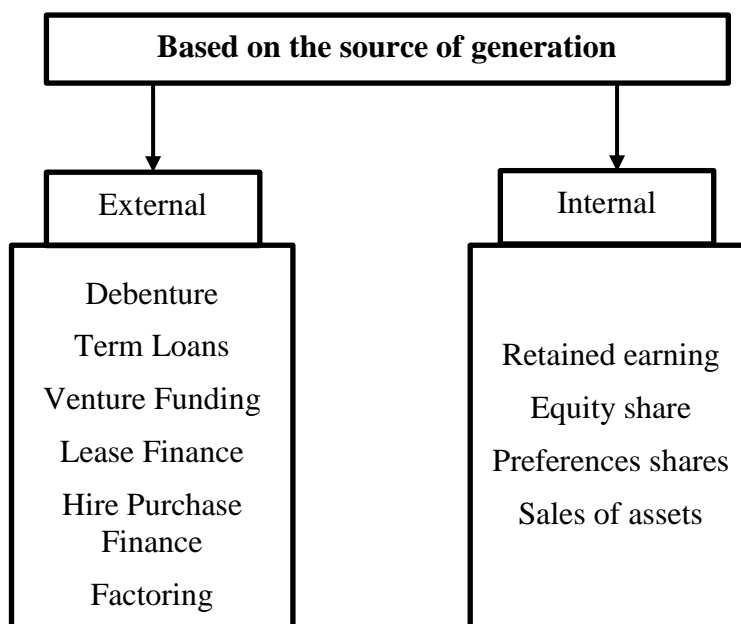 Based on the source of generation
External
Debenture
Term Loans
Venture Funding
Lease Finance
Hire Purchase
Finance
Factoring
Internal
Retained earning
Equity share
Preferences shares
Sales of assets